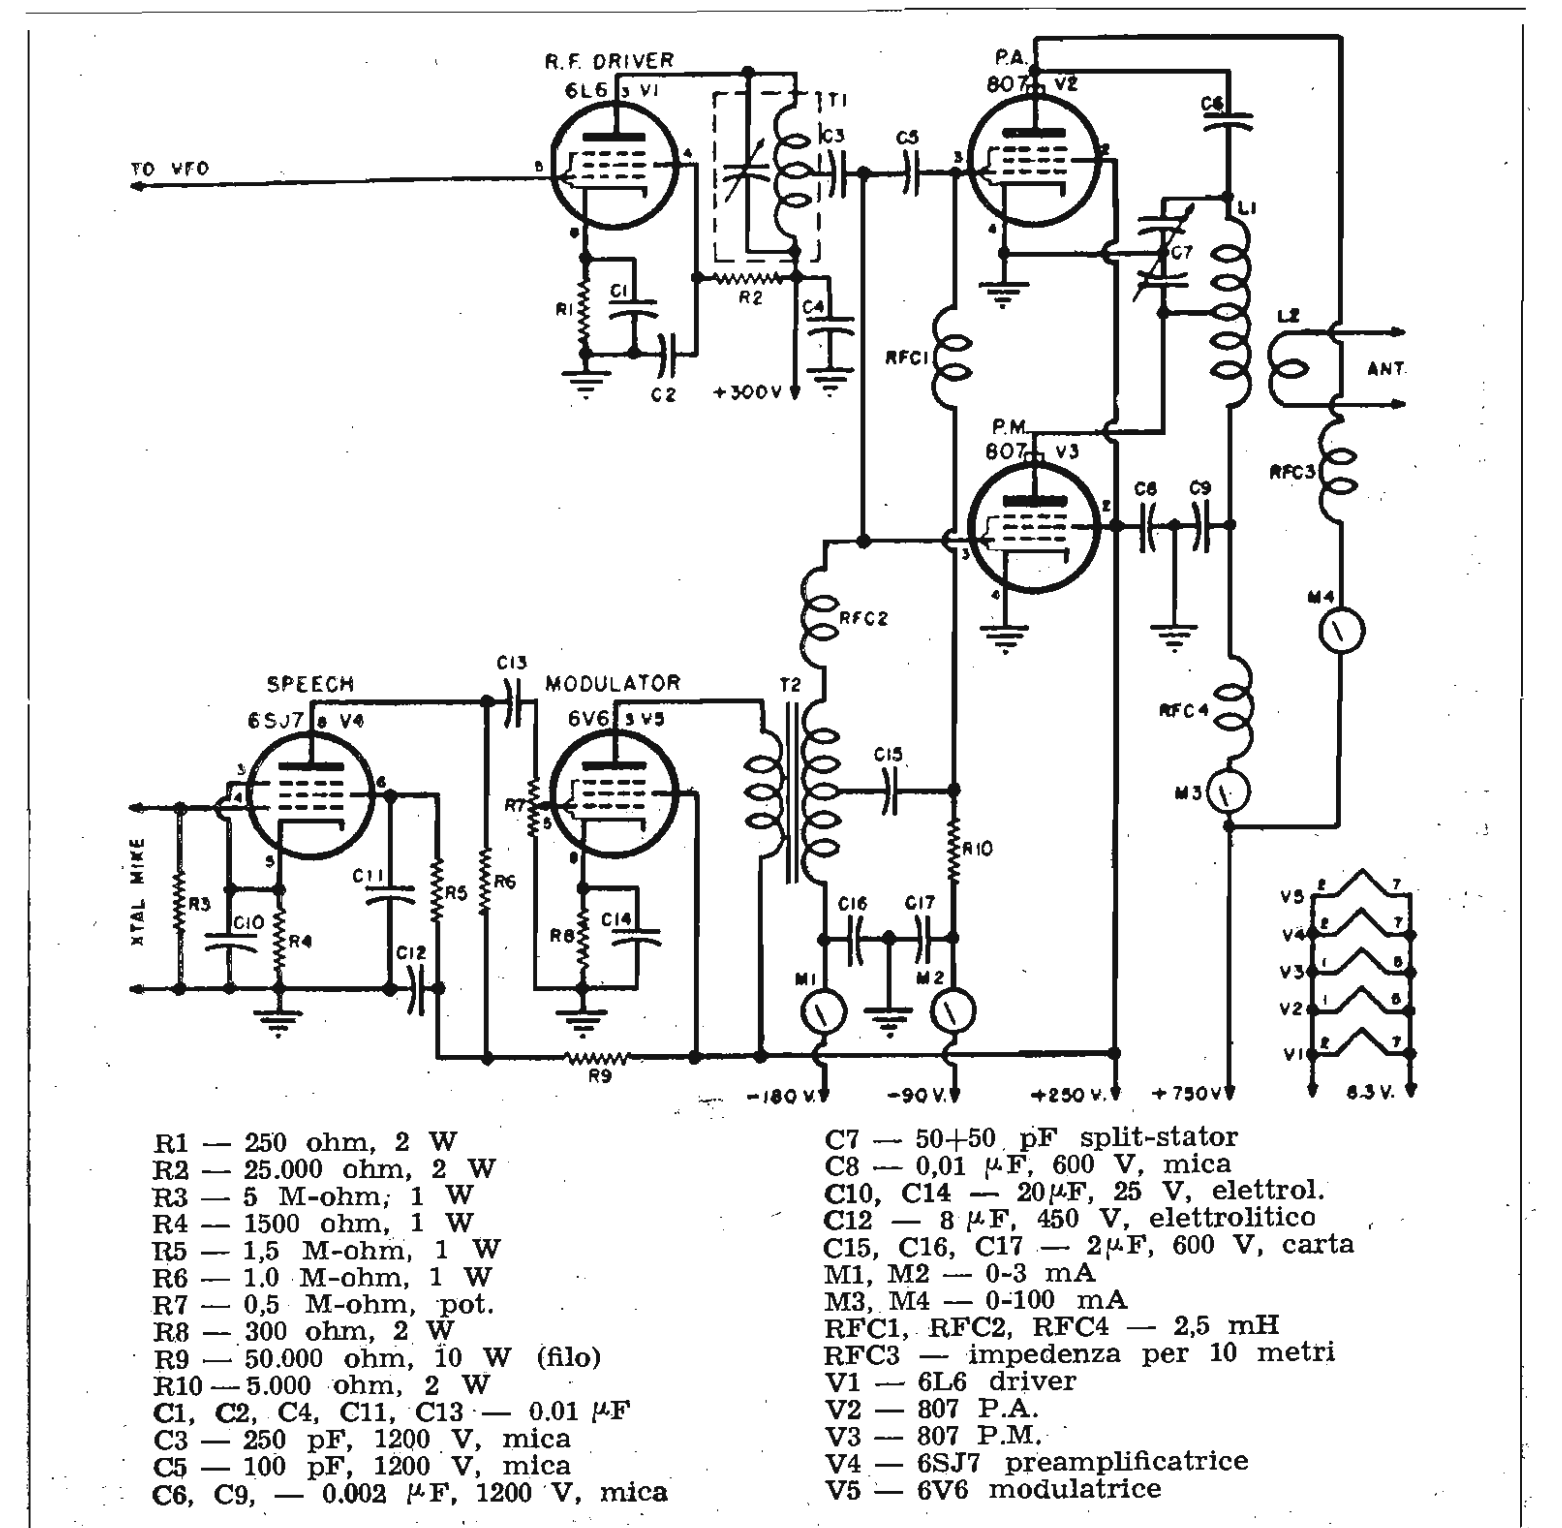 R.F. DRIVER
6L6 3 V1
P.A.
807 V2
C6
T1
C3
C5
TO VFO
5
4
3
2
8
4
L1
C7
R1
C1
R2
C4
C2
+300V
RFC1
L2
ANT.
P.M.
807 V3
RFC3
2
C8
C9
3
4
M4
RFC2
SPEECH
C13
MODULATOR
T2
6SJ7 8 V4
6V6 3 V5
RFC4
C15
M3
3
4
6
R7
5
XTAL MIKE
R3
5
C11
R5
R6
8
R10
C10
R4
C12
R8
C14
C16
C17
M1
M2
R9
V5 2 7
V4 2 7
V3 1 5
V2 1 5
V1 2 7
-180 V.
-90 V.
+250 V.
+750V
6.3 V.
R1 — 250 ohm, 2 W
R2 — 25.000 ohm, 2 W
R3 — 5 M-ohm, 1 W
R4 — 1500 ohm, 1 W
R5 — 1,5 M-ohm, 1 W
R6 — 1.0 M-ohm, 1 W
R7 — 0,5 M-ohm, pot.
R8 — 300 ohm, 2 W
R9 — 50.000 ohm, 10 W (filo)
R10 — 5.000 ohm, 2 W
C1, C2, C4, C11, C13 — 0.01 µF
C3 — 250 pF, 1200 V, mica
C5 — 100 pF, 1200 V, mica
C6, C9, — 0.002 µF, 1200 V, mica
C7 — 50+50 pF split-stator
C8 — 0,01 µF, 600 V, mica
C10, C14 — 20µF, 25 V, elettrol.
C12 — 8 µF, 450 V, elettrolitico
C15, C16, C17 — 2µF, 600 V, carta
M1, M2 — 0-3 mA
M3, M4 — 0-100 mA
RFC1, RFC2, RFC4 — 2,5 mH
RFC3 — impedenza per 10 metri
V1 — 6L6 driver
V2 — 807 P.A.
V3 — 807 P.M.
V4 — 6SJ7 preamplificatrice
V5 — 6V6 modulatrice